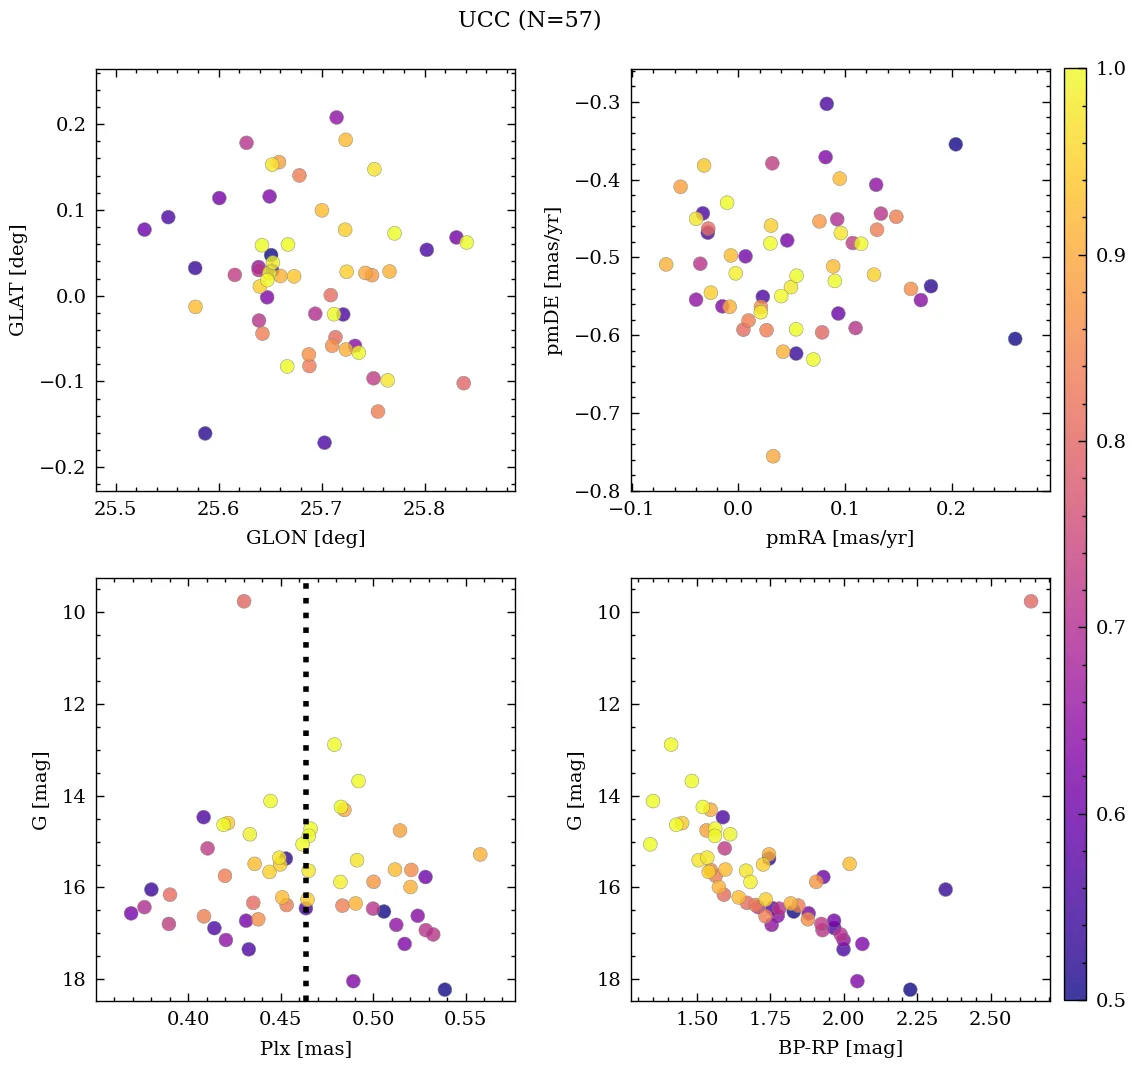 UCC (N=57)
0.2
0.1
0.0
−0.1
−0.2
GLAT [deg]
25.5 25.6 25.7 25.8
GLON [deg]
−0.3
−0.4
−0.5
−0.6
−0.7
−0.8
pmDE [mas/yr]
−0.1 0.0 0.1 0.2
pmRA [mas/yr]
10
12
14
16
18
G [mag]
0.40 0.45 0.50 0.55
Plx [mas]
10
12
14
16
18
G [mag]
1.50 1.75 2.00 2.25 2.50
BP-RP [mag]
1.0
0.9
0.8
0.7
0.6
0.5